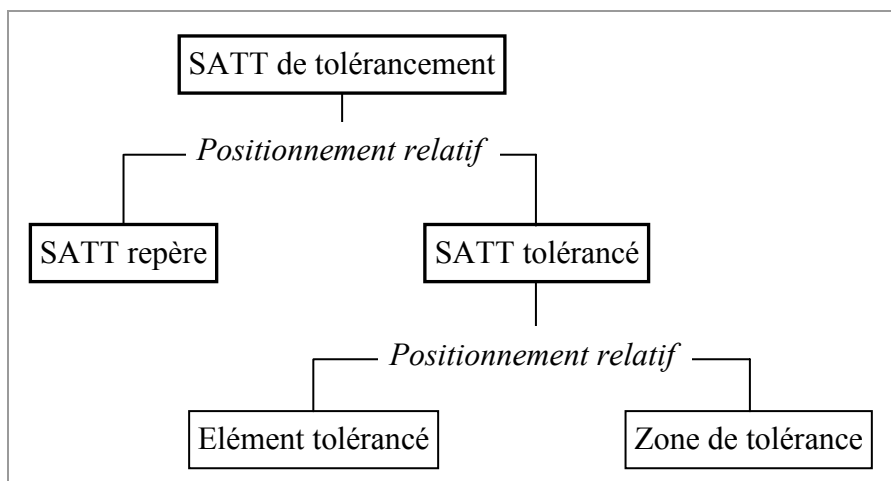 SATT de tolérancement
Positionnement relatif
SATT repère
SATT tolérancé
Positionnement relatif
Elément tolérancé
Zone de tolérance